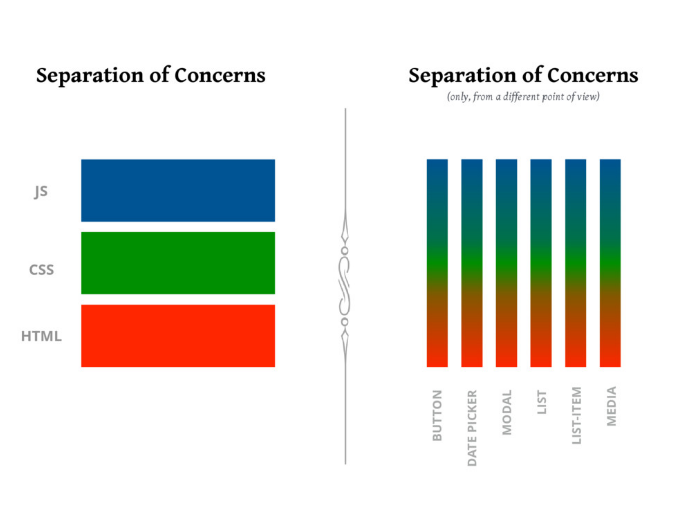 Separation of Concerns
JS
CSS
HTML
Separation of Concerns
(only, from a different point of view)
BUTTON
DATE PICKER
MODAL
LIST
LIST-ITEM
MEDIA